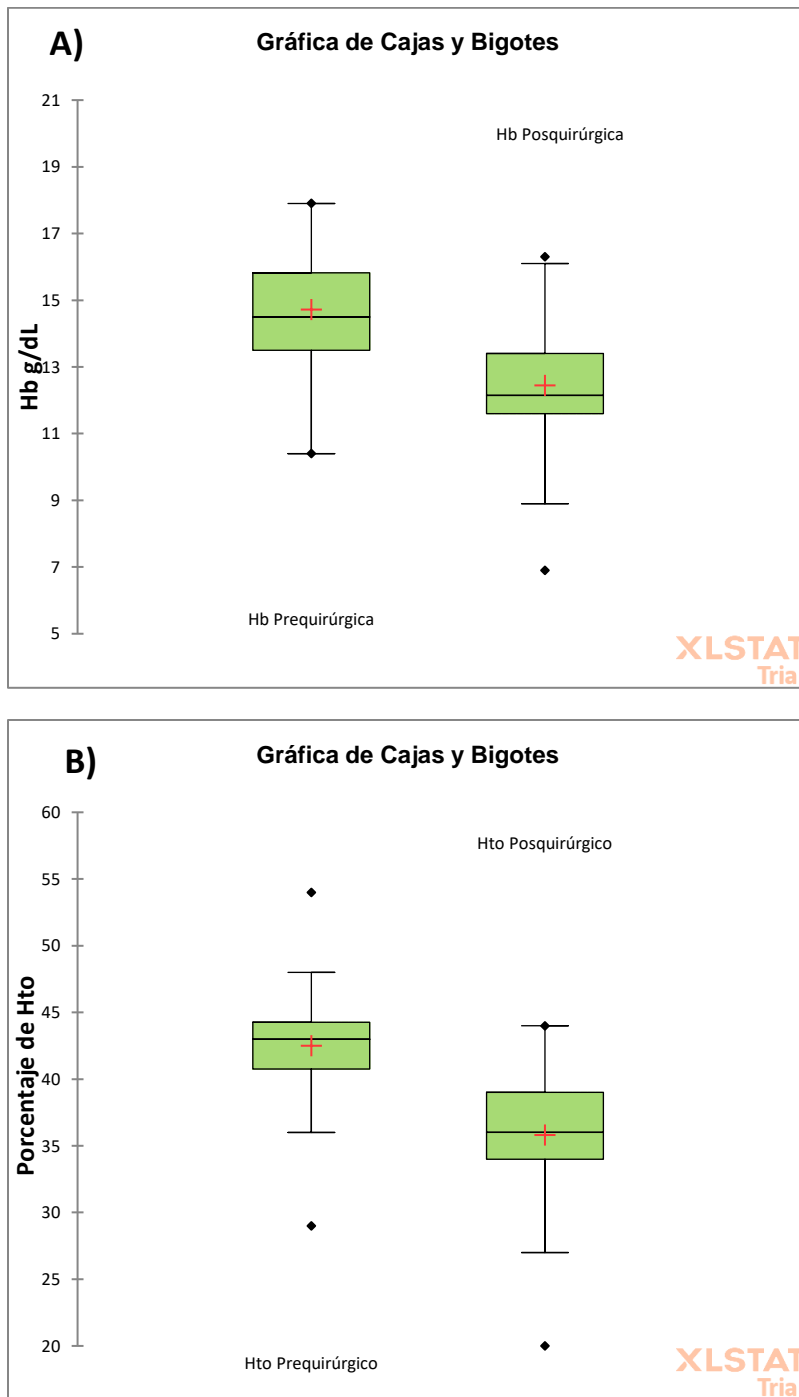 A)
Gráfica de Cajas y Bigotes
21
Hb Posquirúrgica
19
17
15
13
11
9
7
5
Hb g/dL
Hb Prequirúrgica
XLSTAT
Tria
B)
Gráfica de Cajas y Bigotes
60
Hto Posquirúrgico
55
50
45
40
35
30
25
20
Porcentaje de Hto
Hto Prequirúrgico
XLSTAT
Tria